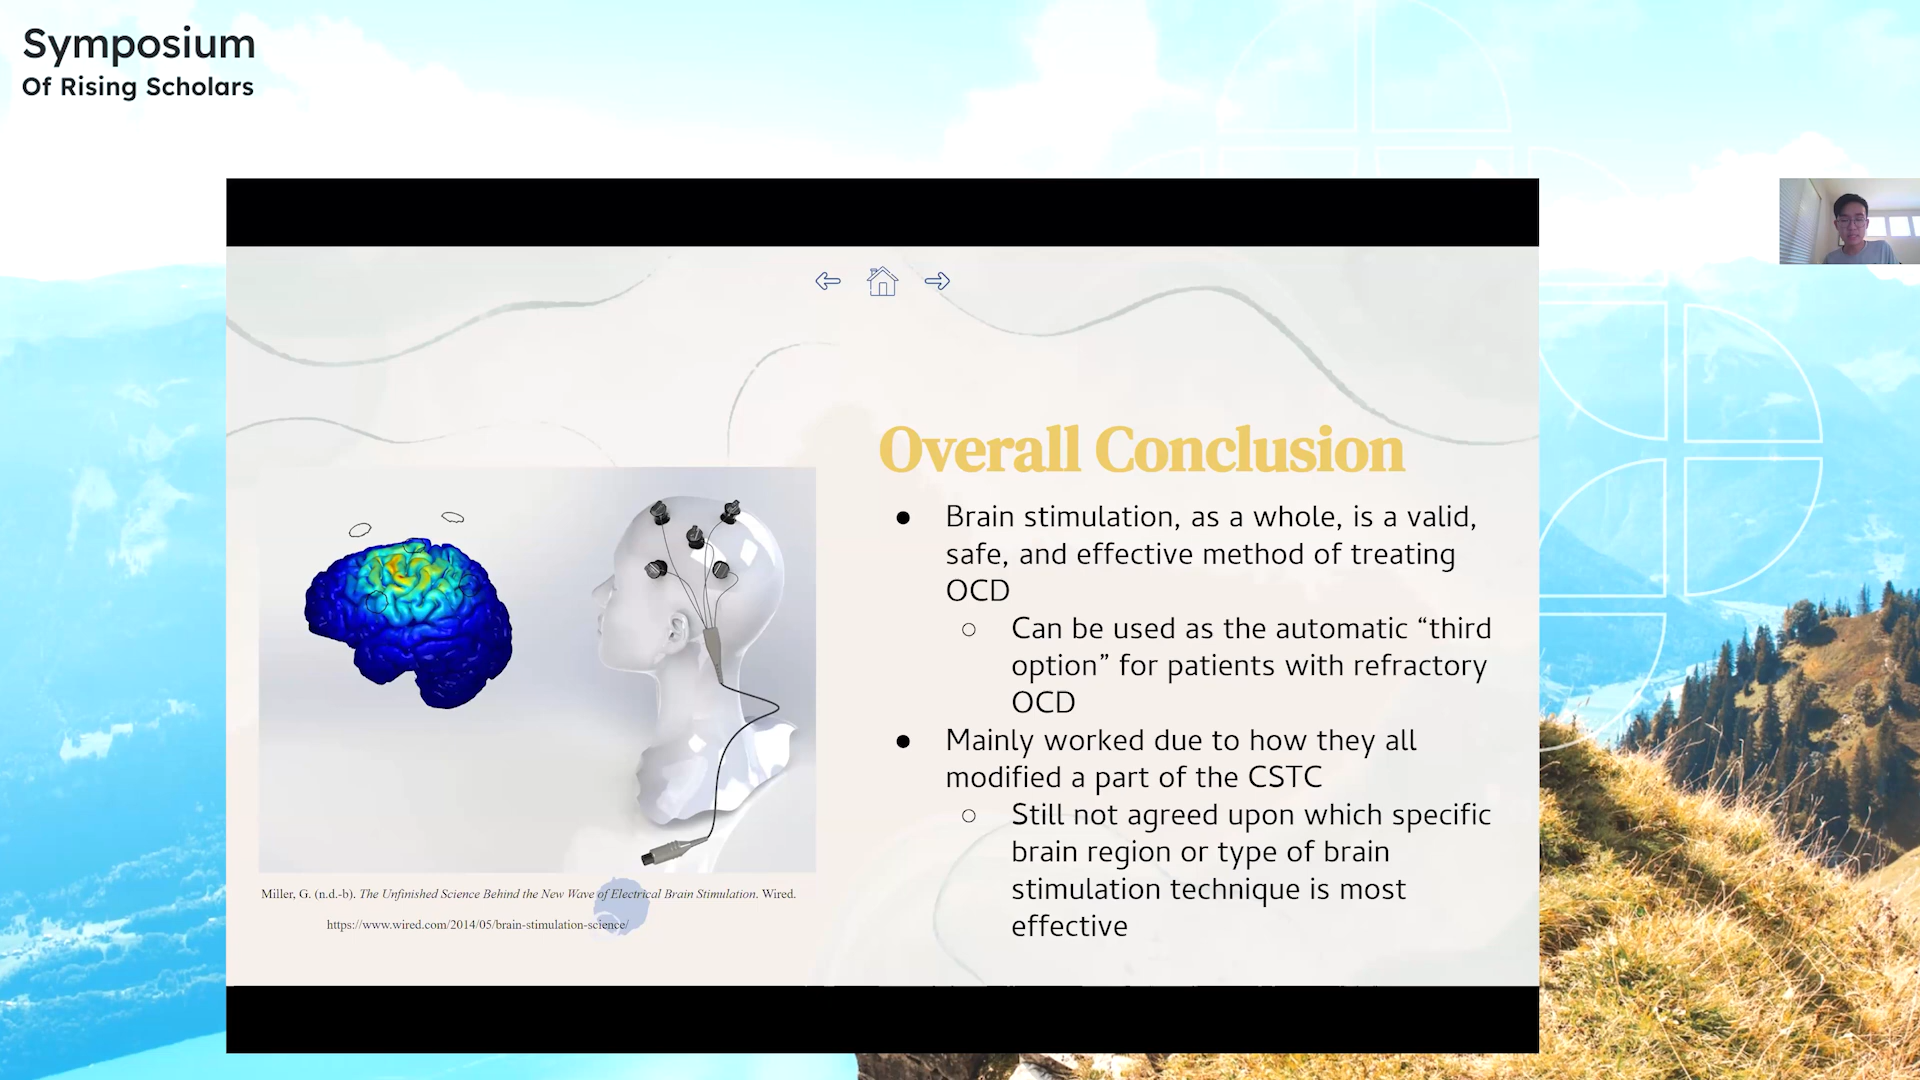 Symposium
Of Rising Scholars
Overall Conclusion
● Brain stimulation, as a whole, is a valid,
safe, and effective method of treating
OCD
○ Can be used as the automatic “third
option” for patients with refractory
OCD
● Mainly worked due to how they all
modified a part of the CSTC
○ Still not agreed upon which specific
brain region or type of brain
stimulation technique is most
effective
Miller, G. (n.d.-b). The Unfinished Science Behind the New Wave of Electrical Brain Stimulation. Wired.
https://www.wired.com/2014/05/brain-stimulation-science/